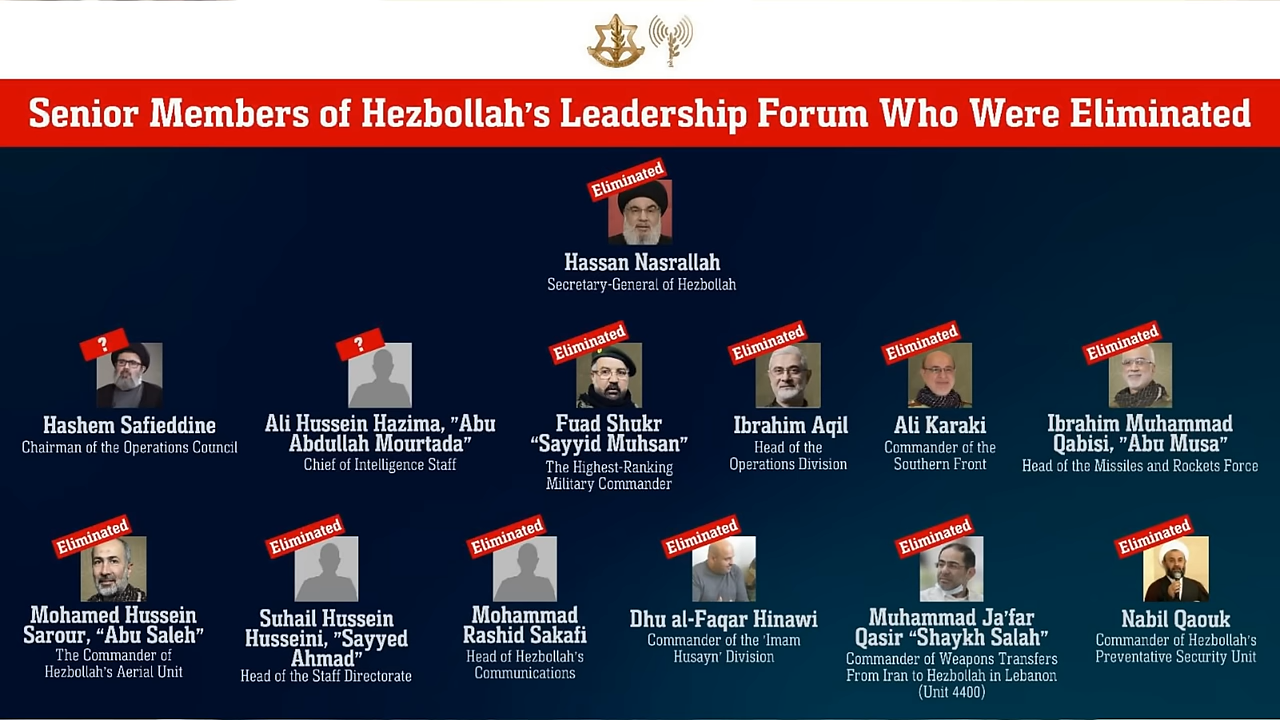 Senior Members of Hezbollah's Leadership Forum Who Were Eliminated
Eliminated
Hassan Nasrallah
Secretary-General of Hezbollah
?
Hashem Safieddine
Chairman of the Operations Council
?
Ali Hussein Hazima, "Abu
Abdullah Mourtada"
Chief of Intelligence Staff
Eliminated
Fuad Shukr
"Sayyid Muhsan"
The Highest-Ranking
Military Commander
Eliminated
Ibrahim Aqil
Head of the
Operations Division
Eliminated
Ali Karaki
Commander of the
Southern Front
Eliminated
Ibrahim Muhammad
Qabisi, "Abu Musa"
Head of the Missiles and Rockets Force
Eliminated
Mohamed Hussein
Sarour, "Abu Saleh"
The Commander of
Hezbollah's Aerial Unit
Eliminated
Suhail Hussein
Husseini, "Sayyed
Ahmad"
Head of the Staff Directorate
Eliminated
Mohammad
Rashid Sakafi
Head of Hezbollah's
Communications
Eliminated
Dhu al-Faqar Hinawi
Commander of the 'Imam
Husayn' Division
Eliminated
Muhammad Ja'far
Qasir "Shaykh Salah"
Commander of Weapons Transfers
From Iran to Hezbollah in Lebanon
(Unit 4400)
Eliminated
Nabil Qaouk
Commander of Hezbollah's
Preventative Security Unit